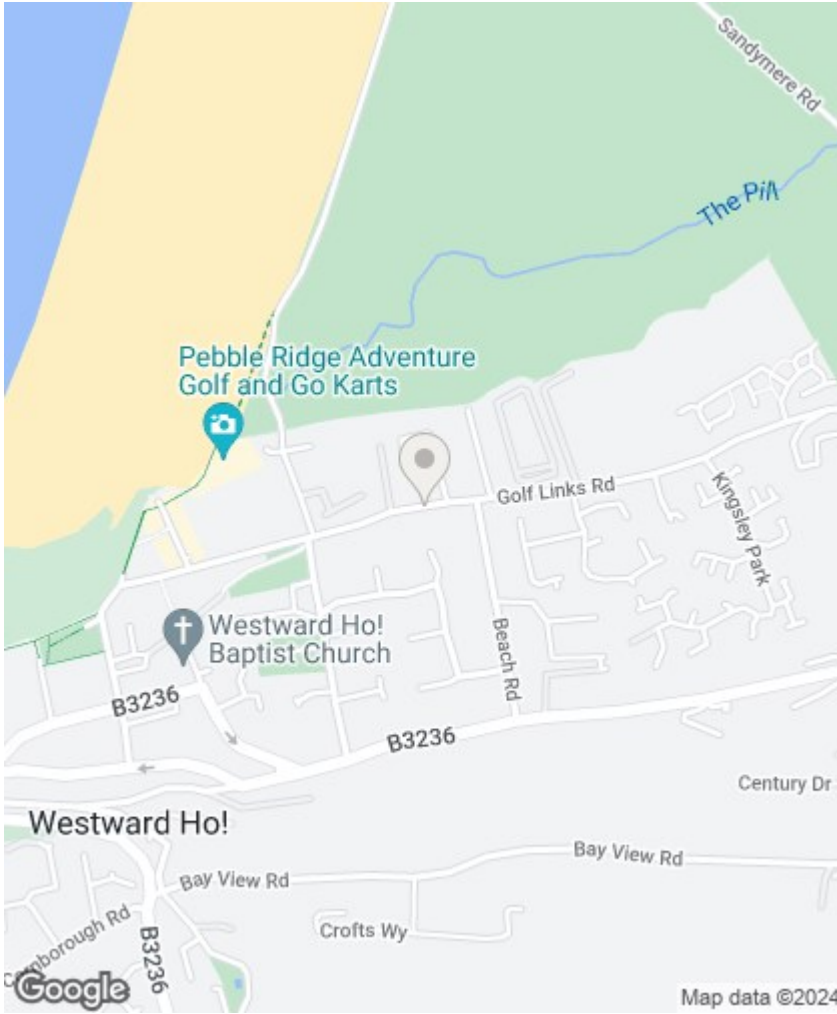 Sandymere Rd
The Pill
Pebble Ridge Adventure
Golf and Go Karts
Golf Links Rd
Kingsley Park
Westward Ho!
Baptist Church
Beach Rd
B3236
B3236
Century Dr
Westward Ho!
Bay View Rd
Bay View Rd
Cornborough Rd
Crofts Wy
B3236
Google
Map data ©2024